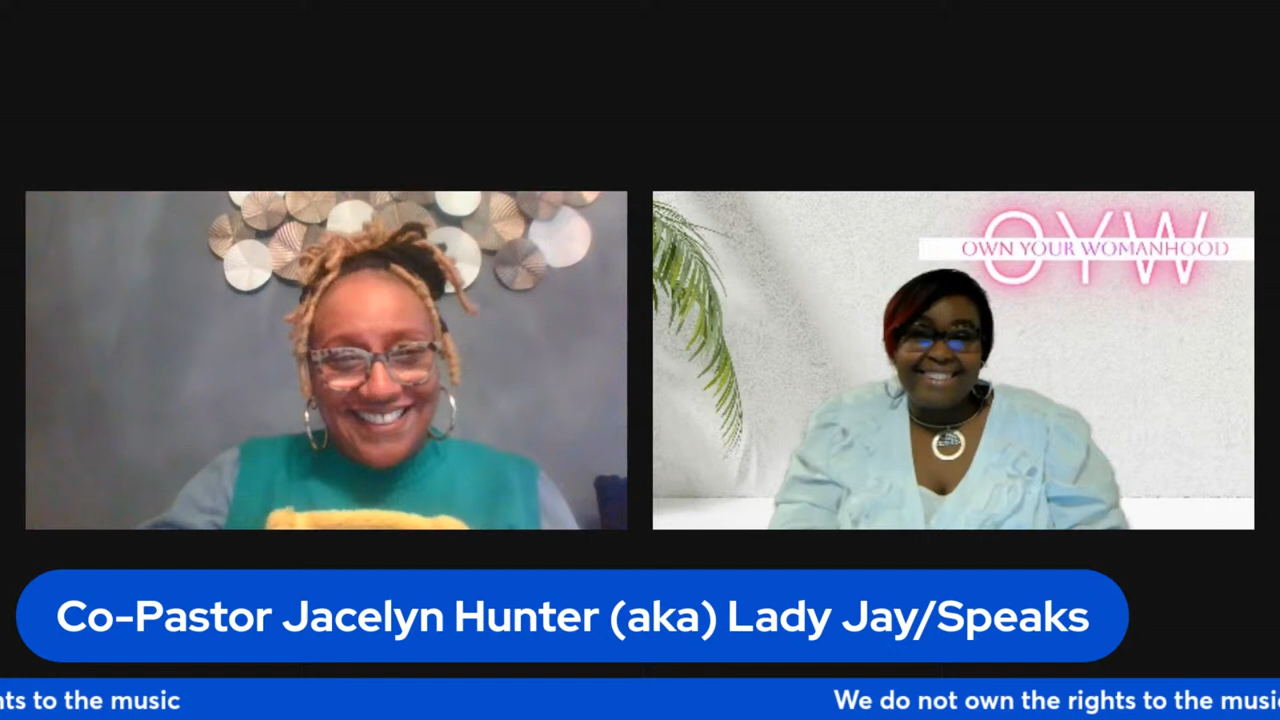 OYW
OWN YOUR WOMANHOOD
Co-Pastor Jacelyn Hunter (aka) Lady Jay/Speaks
to the music
We do not own the rights to the music